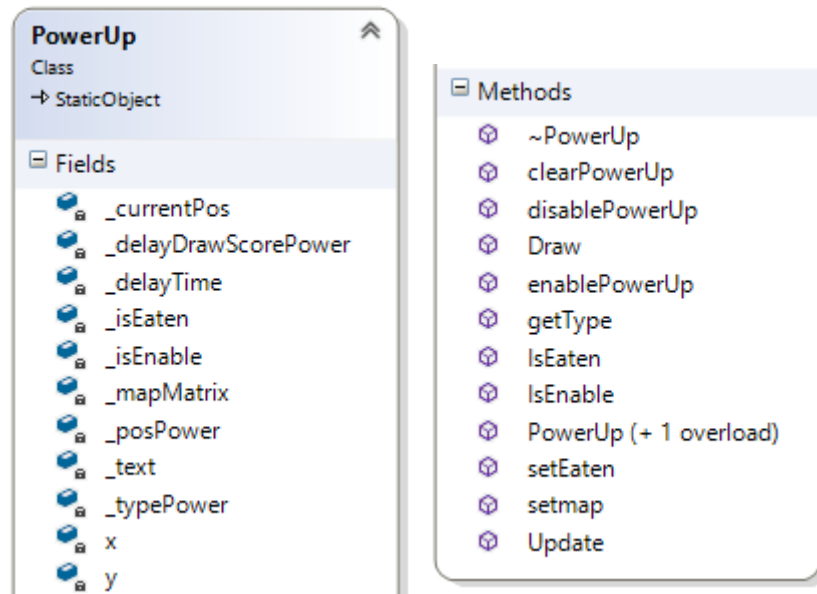 PowerUp
Class
StaticObject
Fields
_currentPos
_delayDrawScorePower
_delayTime
_isEaten
_isEnable
_mapMatrix
_posPower
_text
_typePower
x
y
Methods
~PowerUp
clearPowerUp
disablePowerUp
Draw
enablePowerUp
getType
IsEaten
IsEnable
PowerUp (+ 1 overload)
setEaten
setmap
Update